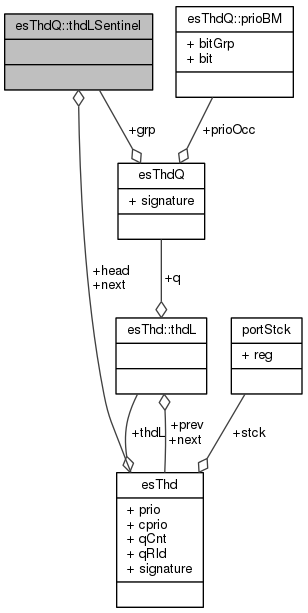 esThdQ::thdLSentinel
esThdQ::prioBM
+ bitGrp
+ bit
+grp
+prioOcc
esThdQ
+ signature
+head
+next
+q
esThd::thdL
portStck
+ reg
+thdL
+prev
+next
+stck
esThd
+ prio
+ cprio
+ qCnt
+ qRld
+ signature